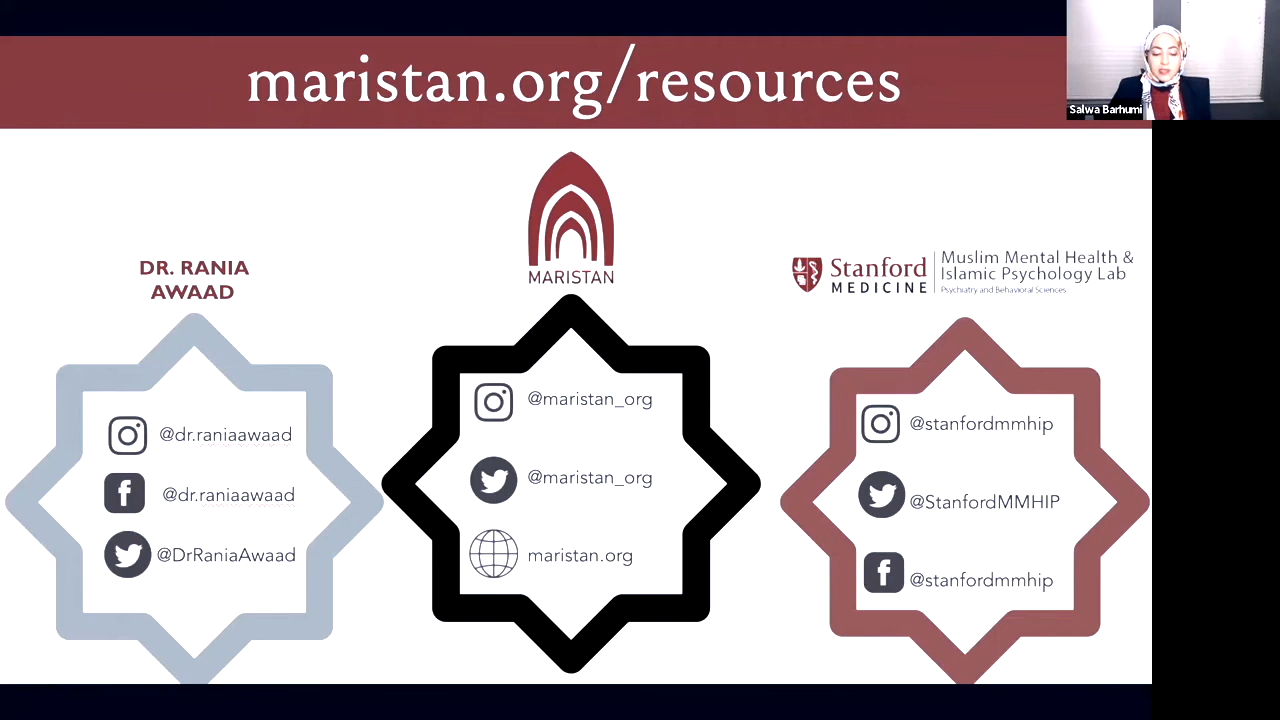 maristan.org/resources
Salwa Barhumi
MARISTAN
DR. RANIA
AWAAD
Stanford
MEDICINE
Muslim Mental Health &
Islamic Psychology Lab
Psychiatry and Behavioral Sciences
@dr.raniaawaad
@dr.raniaawaad
@DrRaniaAwaad
@maristan_org
@maristan_org
maristan.org
@stanfordmmhip
@StanfordMMHIP
@stanfordmmhip